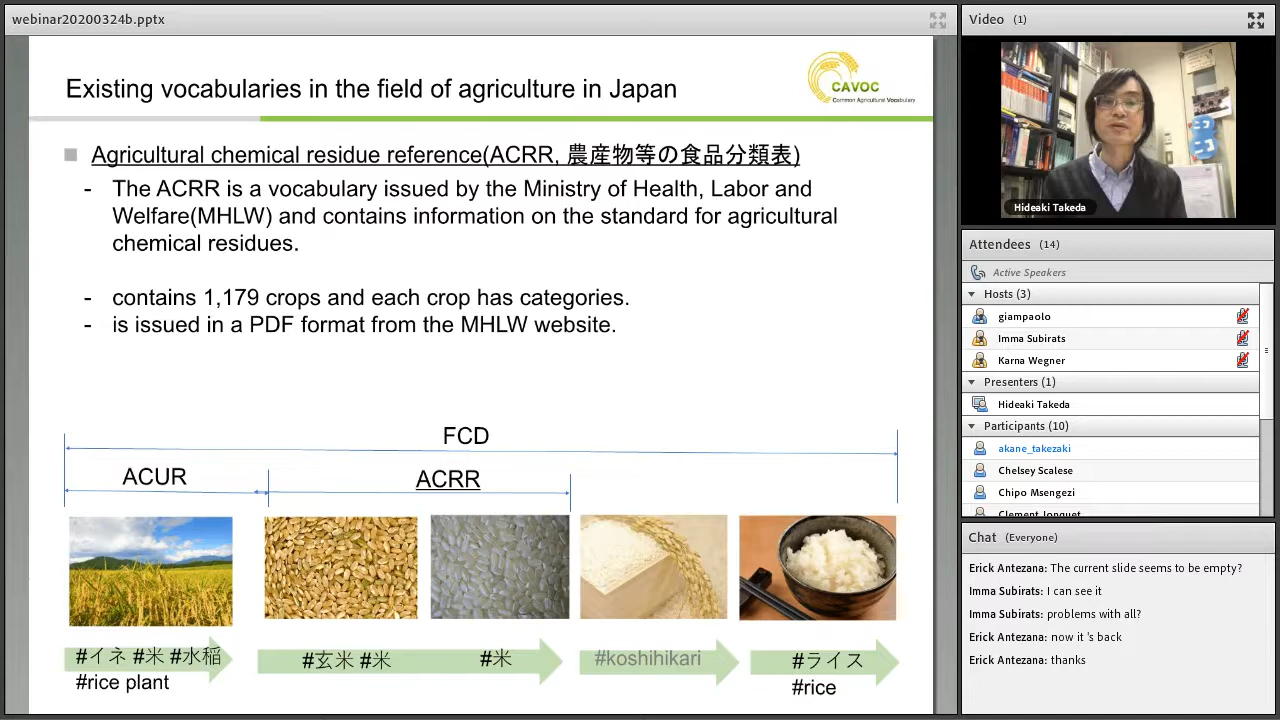 webinar20200324b.pptx
Existing vocabularies in the field of agriculture in Japan
CAVOC
Common Agricultural Vocabulary
Agricultural chemical residue reference(ACRR, 農産物等の食品分類表)
- The ACRR is a vocabulary issued by the Ministry of Health, Labor and
Welfare(MHLW) and contains information on the standard for agricultural
chemical residues.
- contains 1,179 crops and each crop has categories.
- is issued in a PDF format from the MHLW website.
FCD
ACUR
ACRR
#イネ #米 #水稲
#rice plant
#玄米 #米
#米
#koshihikari
#ライス
#rice
Video (1)
Hideaki Takeda
Attendees (14)
Active Speakers
Hosts (3)
giampaolo
Imma Subirats
Karna Wegner
Presenters (1)
Hideaki Takeda
Participants (10)
akane_takezaki
Chelsey Scalese
Chipo Msengezi
Clement Jonquet
Chat (Everyone)
Erick Antezana: The current slide seems to be empty?
Imma Subirats: I can see it
Imma Subirats: problems with all?
Erick Antezana: now it 's back
Erick Antezana: thanks